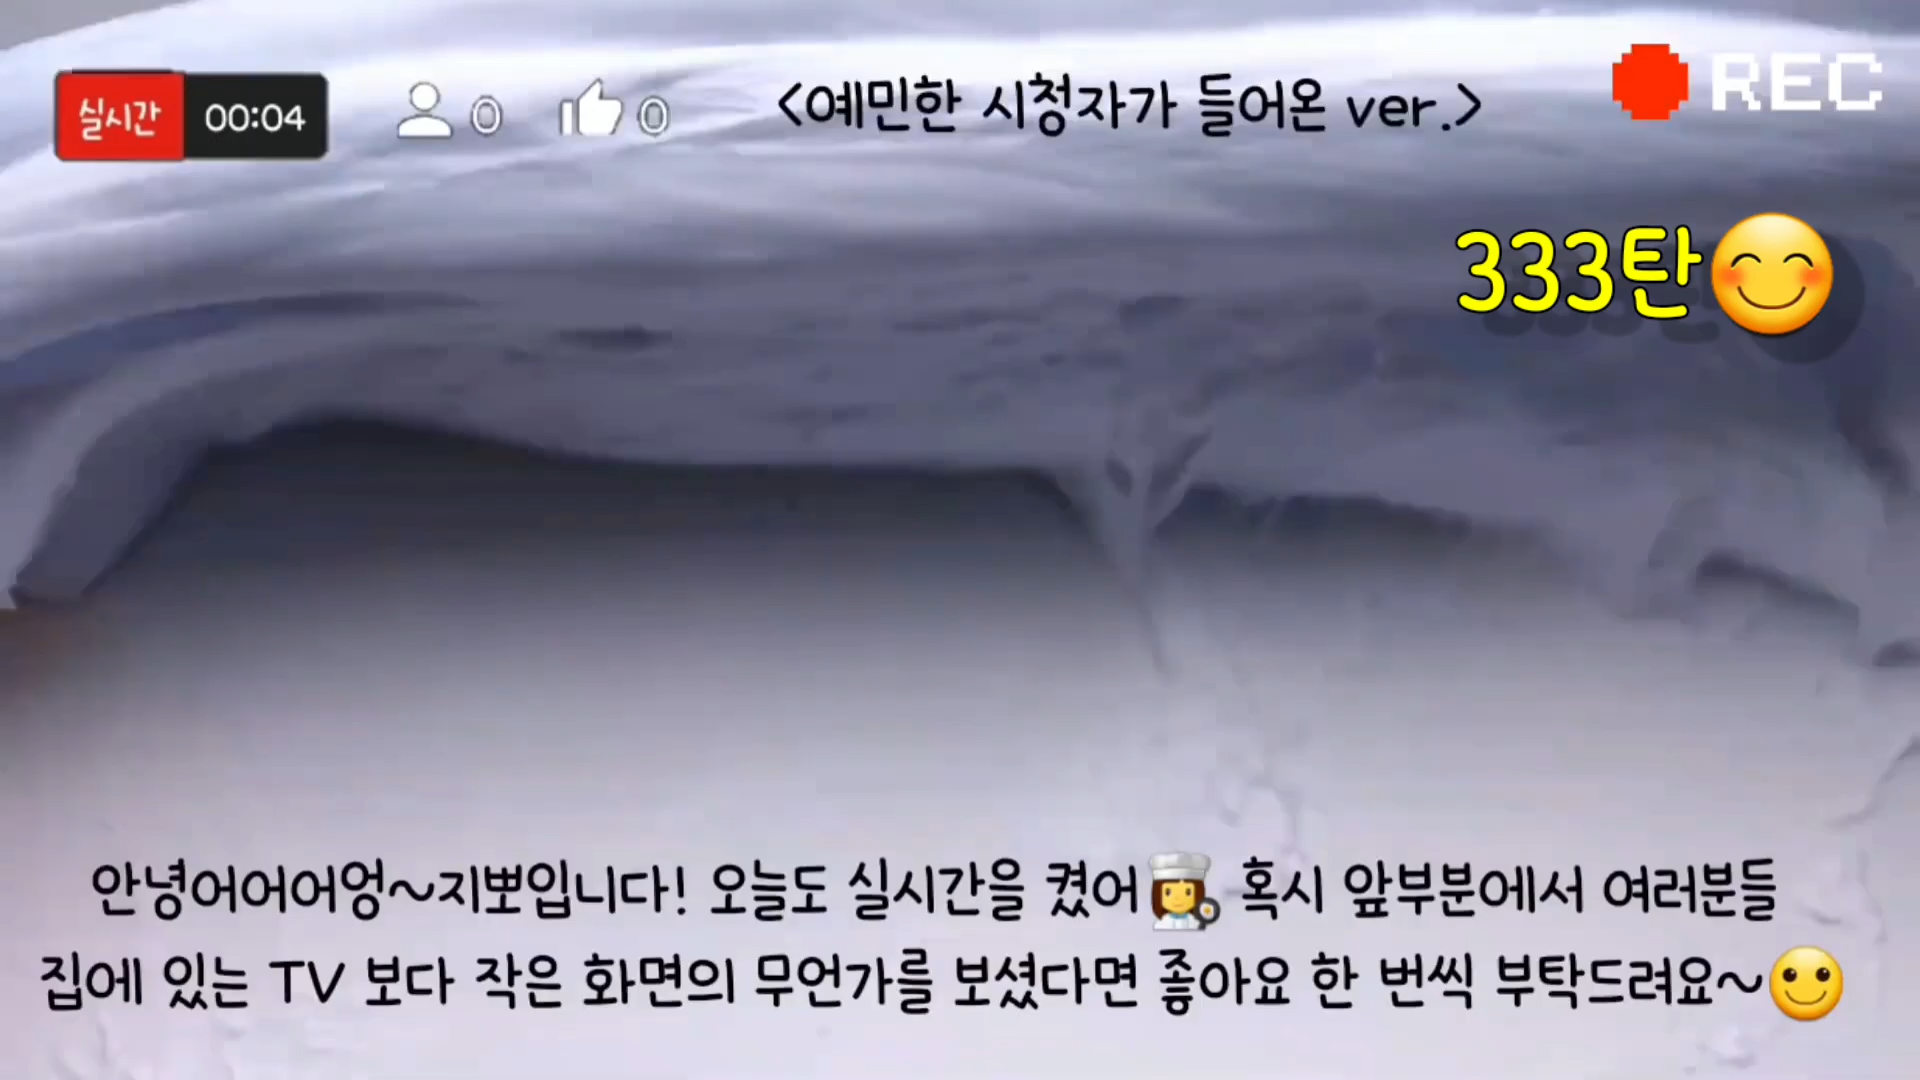 실시간 00:04 0 0 <예민한 시청자가 들어온 ver.> REC
333탄😊
안녕어어어엉~지뽀입니다! 오늘도 실시간을 켰어👩‍🍳 혹시 앞부분에서 여러분들
집에 있는 TV 보다 작은 화면의 무언가를 보셨다면 좋아요 한 번씩 부탁드려요~🙂